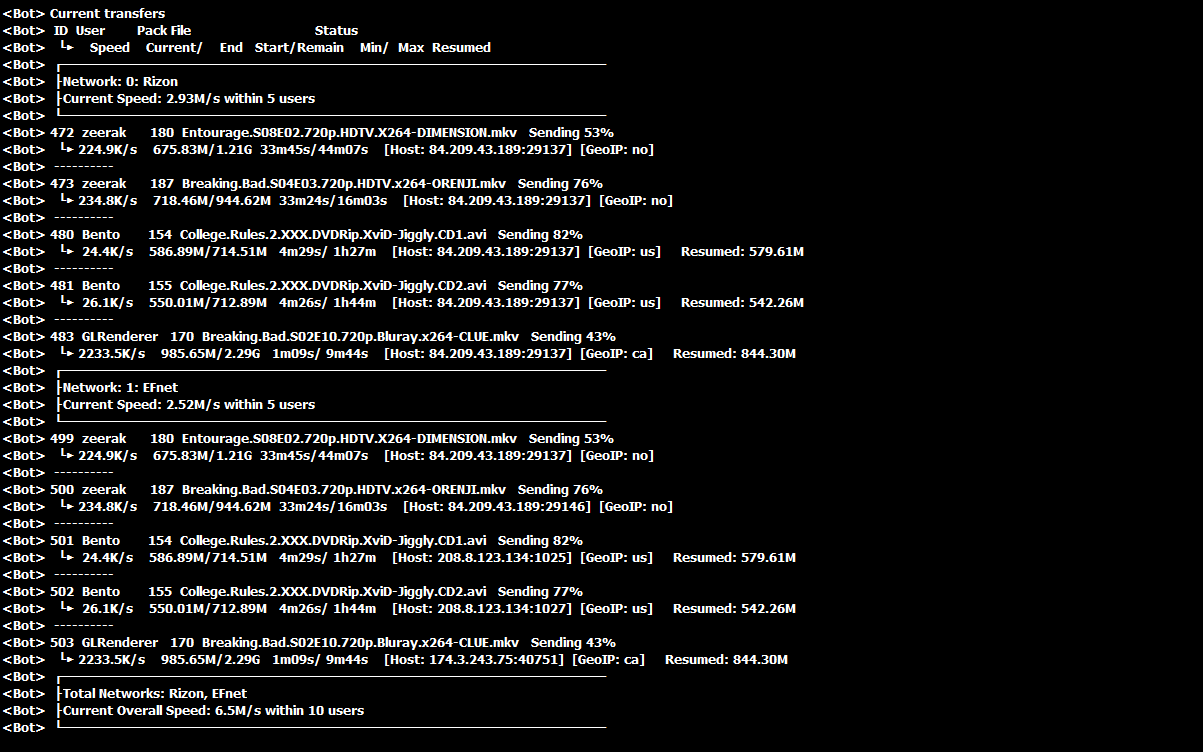 <Bot> Current transfers
<Bot> ID User Pack File Status
<Bot> ┗► Speed Current/ End Start/Remain Min/ Max Resumed
<Bot> ┏━━━━━━━━━━━━━━━━━━━━
<Bot> ┣Network: 0: Rizon
<Bot> ┣Current Speed: 2.93M/s within 5 users
<Bot> ┗━━━━━━━━━━━━━━━━━━━━
<Bot> 472 zeerak 180 Entourage.S08E02.720p.HDTV.X264-DIMENSION.mkv Sending 53%
<Bot> ┗► 224.9K/s 675.83M/1.21G 33m45s/44m07s [Host: 84.209.43.189:29137] [GeoIP: no]
<Bot> ----------
<Bot> 473 zeerak 187 Breaking.Bad.S04E03.720p.HDTV.x264-ORENJI.mkv Sending 76%
<Bot> ┗► 234.8K/s 718.46M/944.62M 33m24s/16m03s [Host: 84.209.43.189:29137] [GeoIP: no]
<Bot> ----------
<Bot> 480 Bento 154 College.Rules.2.XXX.DVDRip.XviD-Jiggly.CD1.avi Sending 82%
<Bot> ┗► 24.4K/s 586.89M/714.51M 4m29s/ 1h27m [Host: 84.209.43.189:29137] [GeoIP: us] Resumed: 579.61M
<Bot> ----------
<Bot> 481 Bento 155 College.Rules.2.XXX.DVDRip.XviD-Jiggly.CD2.avi Sending 77%
<Bot> ┗► 26.1K/s 550.01M/712.89M 4m26s/ 1h44m [Host: 84.209.43.189:29137] [GeoIP: us] Resumed: 542.26M
<Bot> ----------
<Bot> 483 GLRenderer 170 Breaking.Bad.S02E10.720p.Bluray.x264-CLUE.mkv Sending 43%
<Bot> ┗► 2233.5K/s 985.65M/2.29G 1m09s/ 9m44s [Host: 84.209.43.189:29137] [GeoIP: ca] Resumed: 844.30M
<Bot> ┏━━━━━━━━━━━━━━━━━━━━
<Bot> ┣Network: 1: EFnet
<Bot> ┣Current Speed: 2.52M/s within 5 users
<Bot> ┗━━━━━━━━━━━━━━━━━━━━
<Bot> 499 zeerak 180 Entourage.S08E02.720p.HDTV.X264-DIMENSION.mkv Sending 53%
<Bot> ┗► 224.9K/s 675.83M/1.21G 33m45s/44m07s [Host: 84.209.43.189:29137] [GeoIP: no]
<Bot> ----------
<Bot> 500 zeerak 187 Breaking.Bad.S04E03.720p.HDTV.x264-ORENJI.mkv Sending 76%
<Bot> ┗► 234.8K/s 718.46M/944.62M 33m24s/16m03s [Host: 84.209.43.189:29146] [GeoIP: no]
<Bot> ----------
<Bot> 501 Bento 154 College.Rules.2.XXX.DVDRip.XviD-Jiggly.CD1.avi Sending 82%
<Bot> ┗► 24.4K/s 586.89M/714.51M 4m29s/ 1h27m [Host: 208.8.123.134:1025] [GeoIP: us] Resumed: 579.61M
<Bot> ----------
<Bot> 502 Bento 155 College.Rules.2.XXX.DVDRip.XviD-Jiggly.CD2.avi Sending 77%
<Bot> ┗► 26.1K/s 550.01M/712.89M 4m26s/ 1h44m [Host: 208.8.123.134:1027] [GeoIP: us] Resumed: 542.26M
<Bot> ----------
<Bot> 503 GLRenderer 170 Breaking.Bad.S02E10.720p.Bluray.x264-CLUE.mkv Sending 43%
<Bot> ┗► 2233.5K/s 985.65M/2.29G 1m09s/ 9m44s [Host: 174.3.243.75:40751] [GeoIP: ca] Resumed: 844.30M
<Bot> ┏━━━━━━━━━━━━━━━━━━━━
<Bot> ┣Total Networks: Rizon, EFnet
<Bot> ┣Current Overall Speed: 6.5M/s within 10 users
<Bot> ┗━━━━━━━━━━━━━━━━━━━━